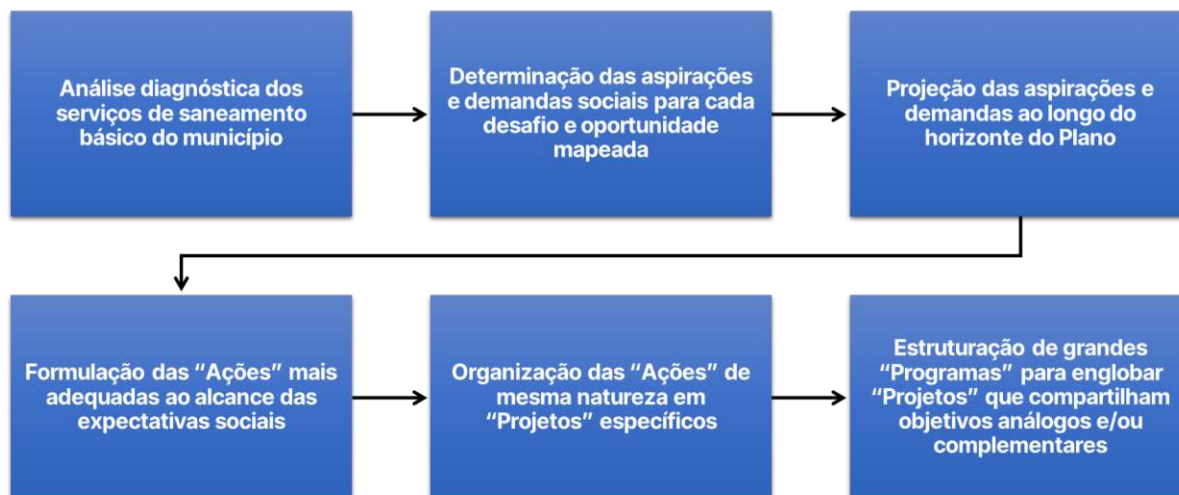 Análise diagnóstica dos
serviços de saneamento
básico do município
Determinação das aspirações
e demandas sociais para cada
desafio e oportunidade
mapeada
Projeção das aspirações e
demandas ao longo do
horizonte do Plano
Formulação das “Ações” mais
adequadas ao alcance das
expectativas sociais
Organização das “Ações” de
mesma natureza em
“Projetos” específicos
Estruturação de grandes
“Programas” para englobar
“Projetos” que compartilham
objetivos análogos e/ou
complementares